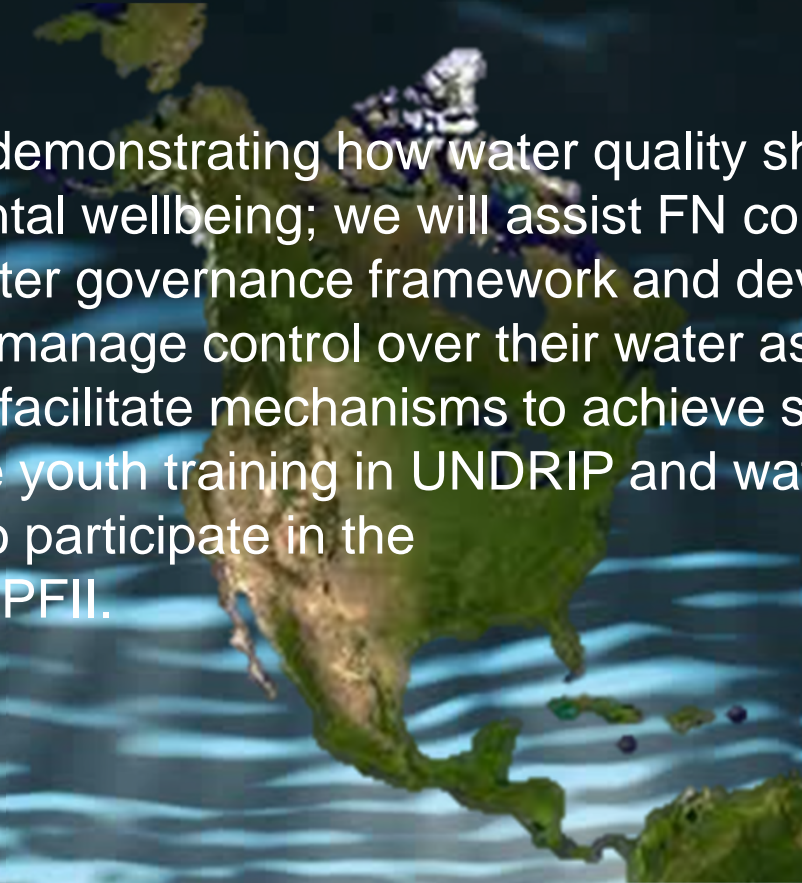 demonstrating how water quality sh
ntal wellbeing; we will assist FN co
ter governance framework and dev
manage control over their water as
facilitate mechanisms to achieve s
e youth training in UNDRIP and wat
o participate in the
PFII.